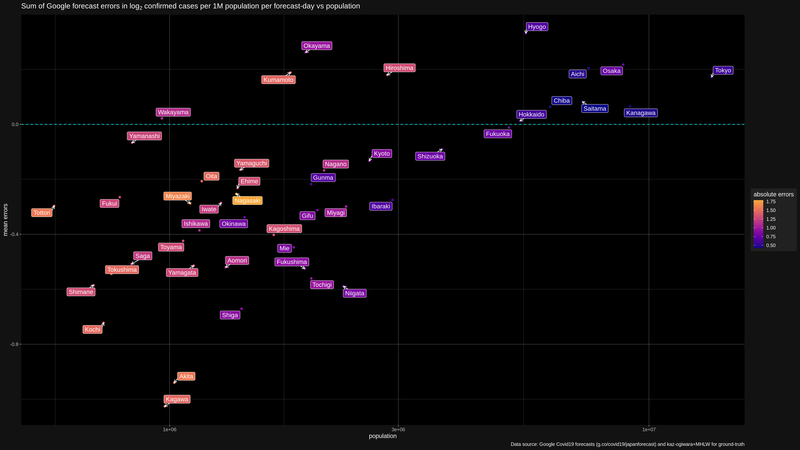 Sum of Google forecast errors in log₂ confirmed cases per 1M population per forecast-day vs population
Hyogo
Okayama
Hiroshima
Kumamoto
Aichi
Osaka
Tokyo
Chiba
Saitama
Kanagawa
Hokkaido
Wakayama
0.0
Fukuoka
Yamanashi
Kyoto
Shizuoka
Yamaguchi
Nagano
Oita
Ehime
Gunma
absolute errors
1.75
1.50
1.25
1.00
0.75
0.50
Miyazaki
Nagasaki
Fukui
Tottori
Iwate
Gifu
Miyagi
Ibaraki
mean errors
Ishikawa
Okinawa
Kagoshima
-0.4
Toyama
Mie
Saga
Aomori
Fukushima
Tokushima
Yamagata
Tochigi
Shimane
Niigata
Shiga
Kochi
-0.8
Akita
Kagawa
1e+06
3e+06
1e+07
population
Data source: Google Covid19 forecasts (g.co/covid19/japanforecast) and kaz-ogiwara+MHLW for ground-truth